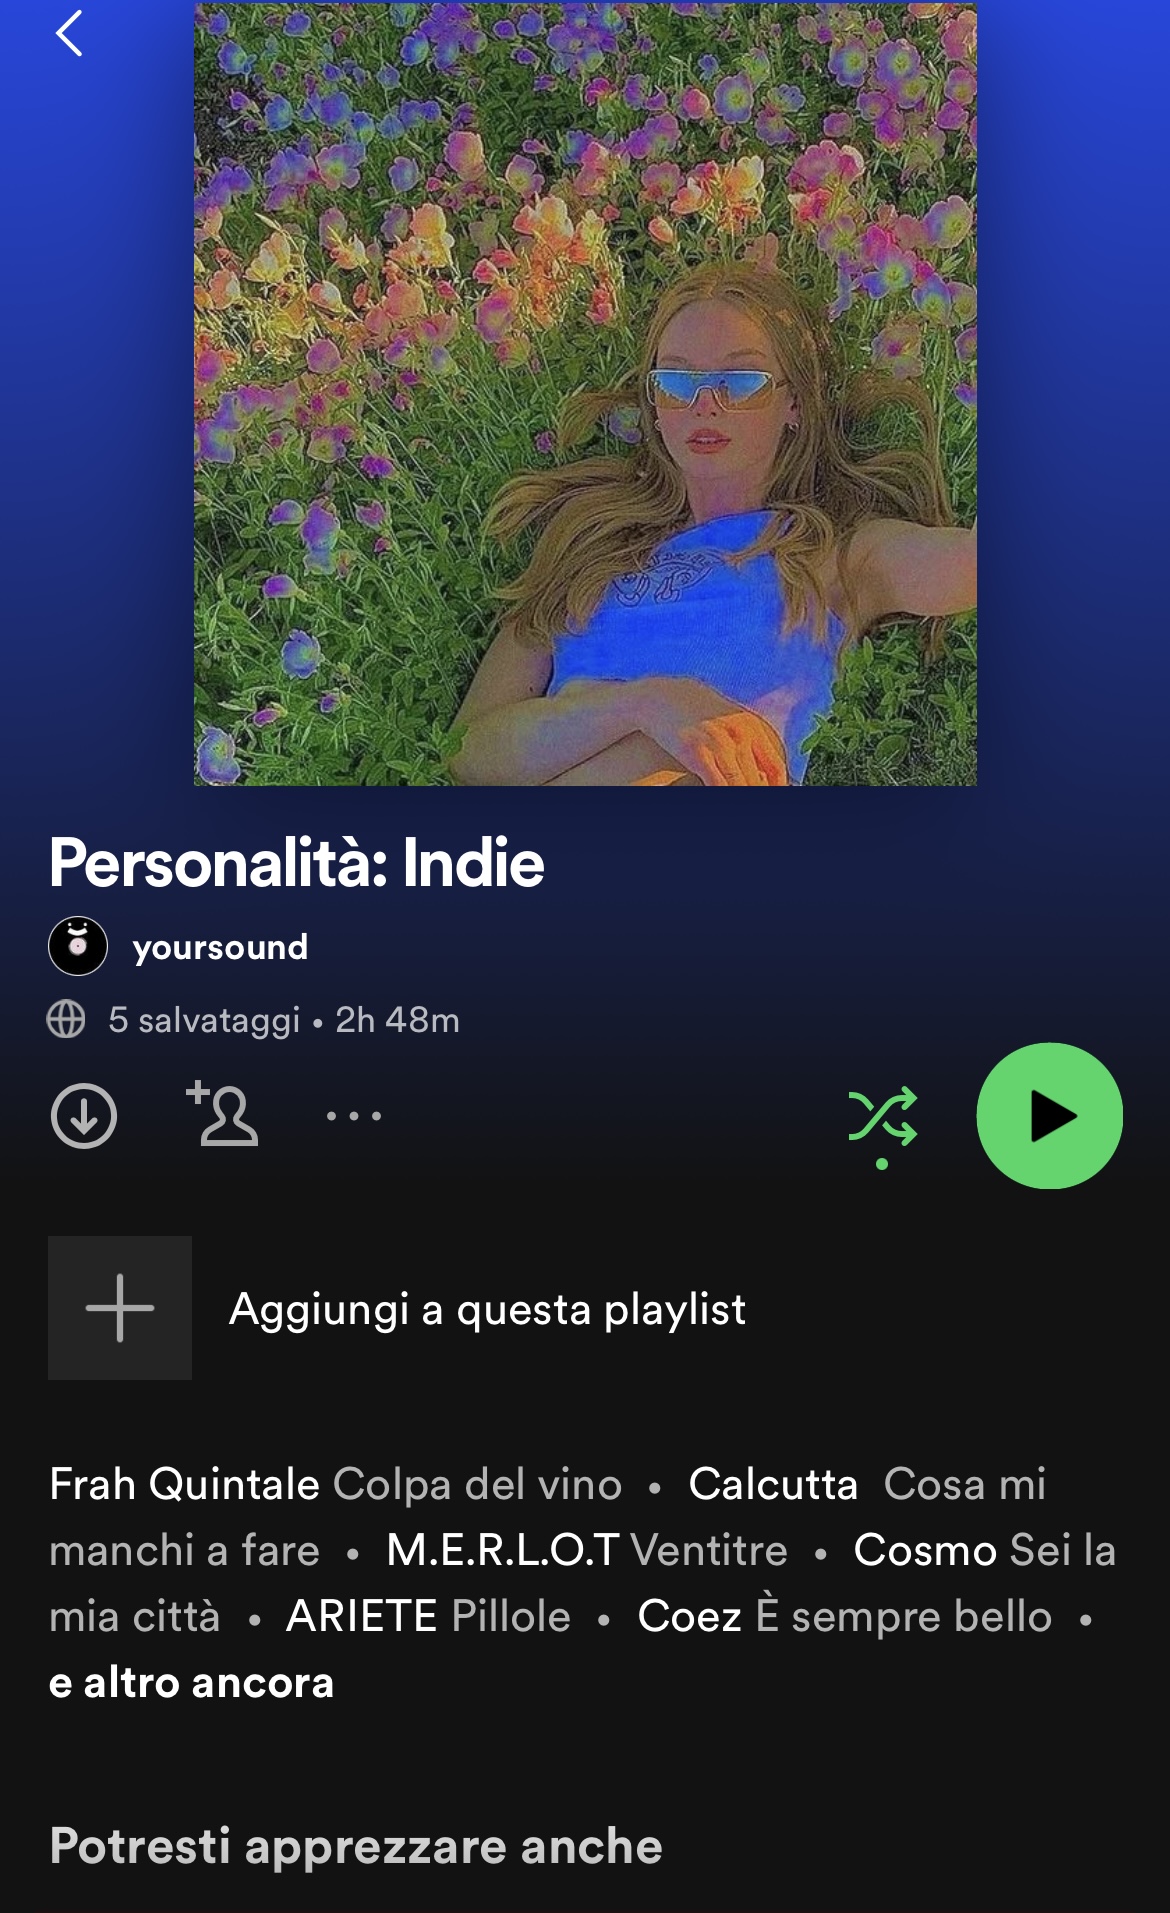 Personalità: Indie
yoursound
5 salvataggi • 2h 48m
Aggiungi a questa playlist
Frah Quintale Colpa del vino • Calcutta Cosa mi
manchi a fare • M.E.R.L.O.T Ventitre • Cosmo Sei la
mia città • ARIETE Pillole • Coez È sempre bello •
e altro ancora
Potresti apprezzare anche